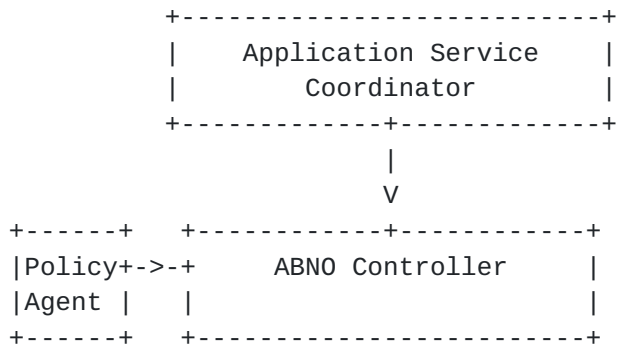 Application Service
Coordinator
V
Policy ABNO Controller
Agent